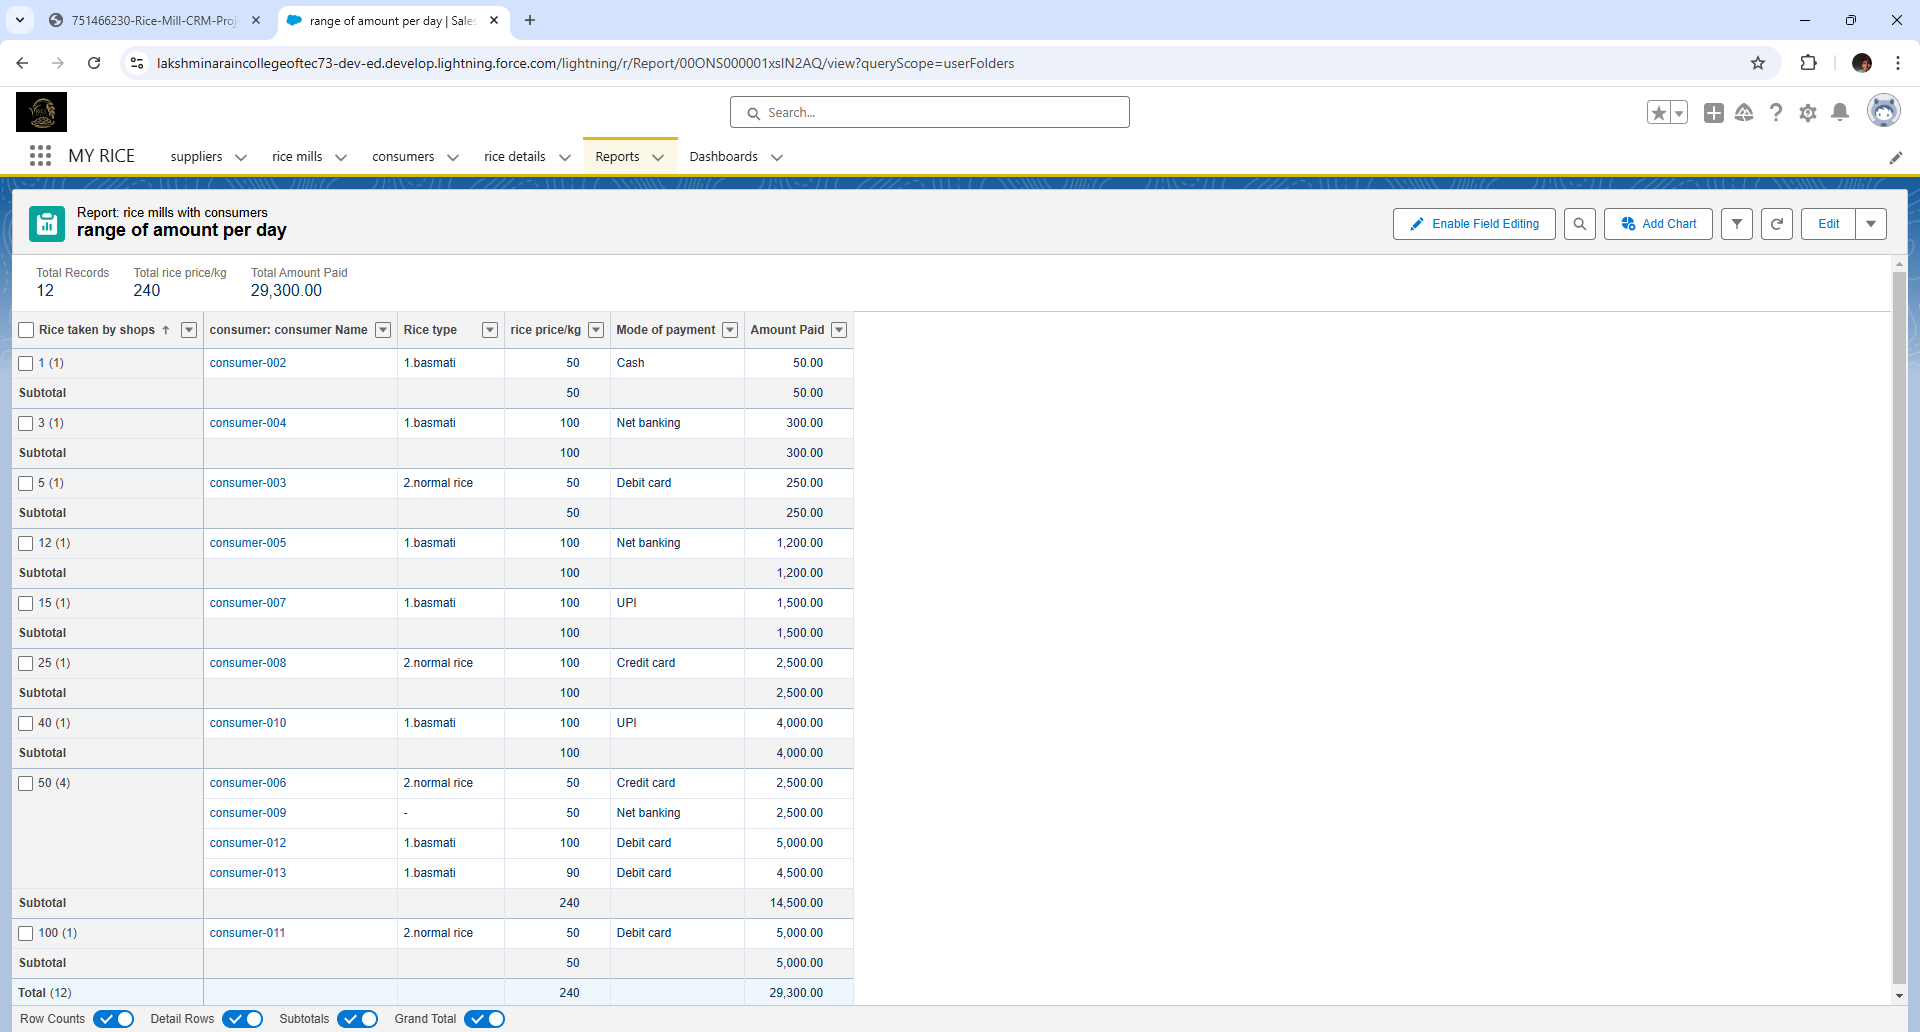 751466230-Rice-Mill-CRM-Proj
range of amount per day | Sales
lakshminaraincollegeoftec73-dev-ed.develop.lightning.force.com/lightning/r/Report/00ONS000001xsIN2AQ/view?queryScope=userFolders
Search...
MY RICE suppliers rice mills consumers rice details Reports Dashboards
Report: rice mills with consumers
range of amount per day
Enable Field Editing Add Chart Edit
Total Records Total rice price/kg Total Amount Paid
12 240 29,300.00
Rice taken by shops ↑ consumer: consumer Name Rice type rice price/kg Mode of payment Amount Paid
1 (1) consumer-002 1.basmati 50 Cash 50.00
Subtotal 50 50.00
3 (1) consumer-004 1.basmati 100 Net banking 300.00
Subtotal 100 300.00
5 (1) consumer-003 2.normal rice 50 Debit card 250.00
Subtotal 50 250.00
12 (1) consumer-005 1.basmati 100 Net banking 1,200.00
Subtotal 100 1,200.00
15 (1) consumer-007 1.basmati 100 UPI 1,500.00
Subtotal 100 1,500.00
25 (1) consumer-008 2.normal rice 100 Credit card 2,500.00
Subtotal 100 2,500.00
40 (1) consumer-010 1.basmati 100 UPI 4,000.00
Subtotal 100 4,000.00
50 (4) consumer-006 2.normal rice 50 Credit card 2,500.00
consumer-009 - 50 Net banking 2,500.00
consumer-012 1.basmati 100 Debit card 5,000.00
consumer-013 1.basmati 90 Debit card 4,500.00
Subtotal 240 14,500.00
100 (1) consumer-011 2.normal rice 50 Debit card 5,000.00
Subtotal 50 5,000.00
Total (12) 240 29,300.00
Row Counts Detail Rows Subtotals Grand Total